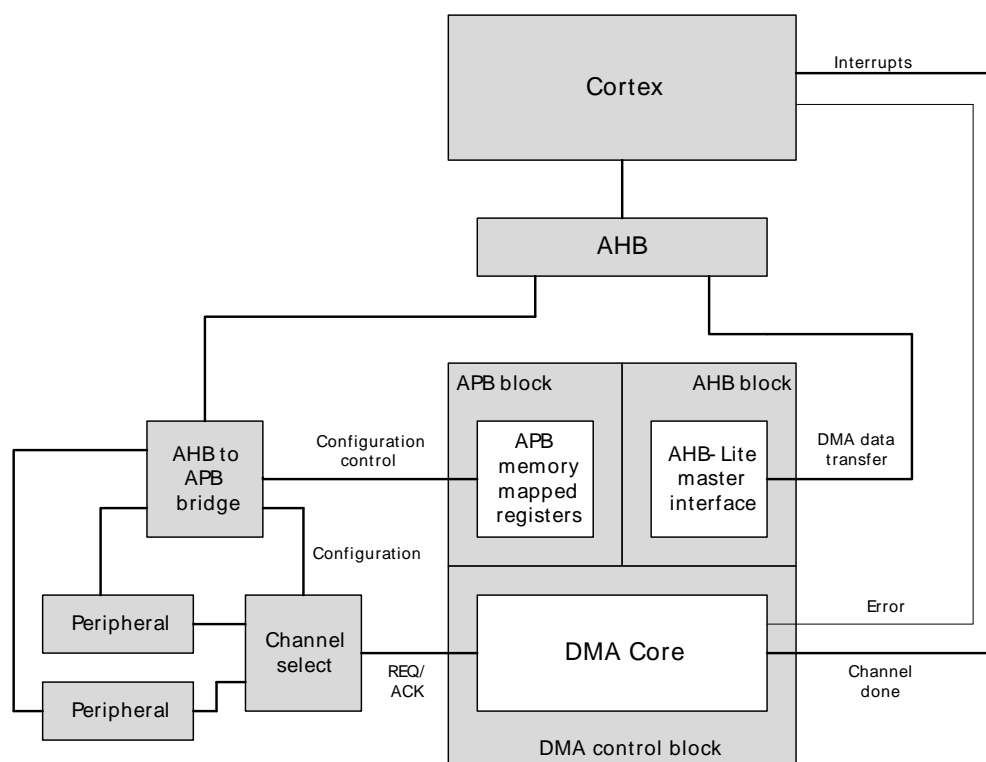 Interrupts
Cortex
AHB
APB block
AHB block
AHB to
APB
bridge
Configuration
control
APB
memory
mapped
registers
AHB-Lite
master
interface
DMA data
transfer
Configuration
Peripheral
Channel
select
REQ/
ACK
DMA Core
Error
Channel
done
Peripheral
DMA control block